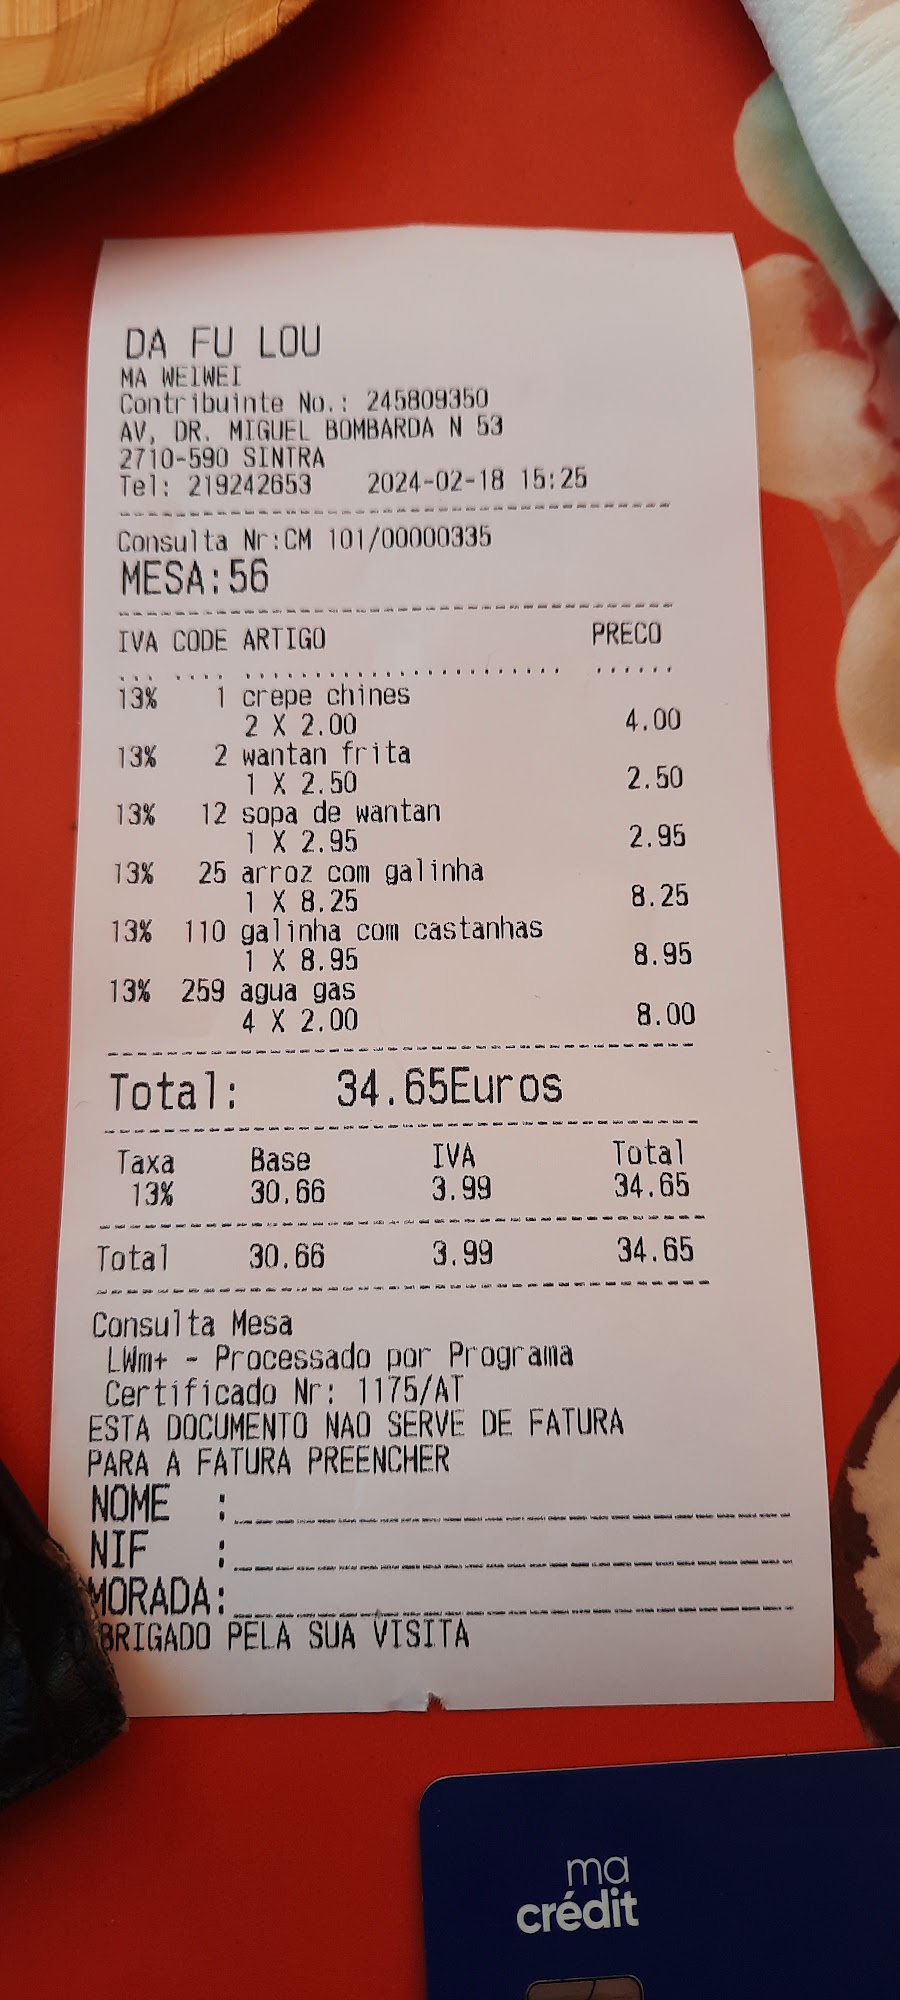 DA FU LOU
MA WEIWEI
Contribuinte No.: 245809350
AV, DR. MIGUEL BOMBARDA N 53
2710-590 SINTRA
Tel: 219242653 2024-02-18 15:25
Consulta Nr:CM 101/00000335
MESA:56
IVA CODE ARTIGO PRECO
13% 1 crepe chines
2 X 2.00 4.00
13% 2 wantan frita
1 X 2.50 2.50
13% 12 sopa de wantan
1 X 2.95 2.95
13% 25 arroz com galinha
1 X 8.25 8.25
13% 110 galinha com castanhas
1 X 8.95 8.95
13% 259 agua gas
4 X 2.00 8.00
Total: 34.65Euros
Taxa Base IVA Total
13% 30.66 3.99 34.65
Total 30.66 3.99 34.65
Consulta Mesa
LWm+ - Processado por Programa
Certificado Nr: 1175/AT
ESTA DOCUMENTO NAO SERVE DE FATURA
PARA A FATURA PREENCHER
NOME :
NIF :
MORADA:
BRIGADO PELA SUA VISITA
ma
crédit